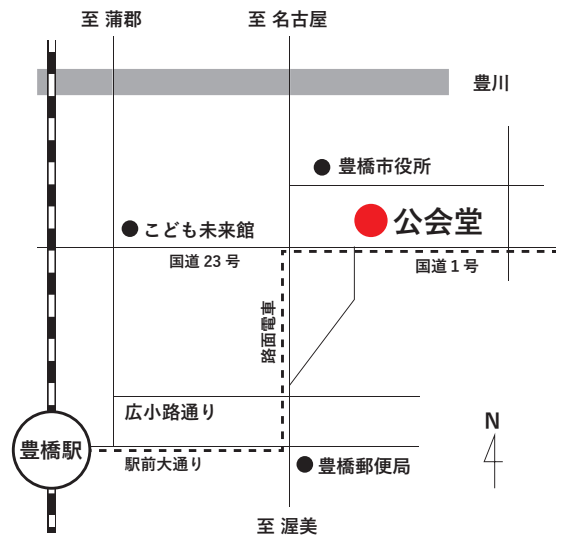 至 蒲郡
至 名古屋
豊川
豊橋市役所
公会堂
こども未来館
国道 23 号
国道 1 号
路面電車
広小路通り
N
豊橋駅
駅前大通り
豊橋郵便局
至 渥美